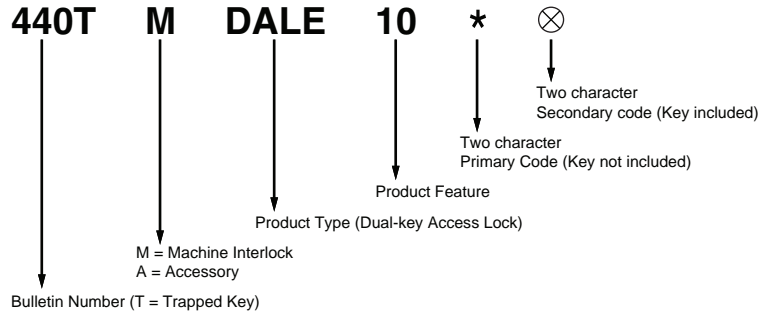 440T M DALE 10 * ⊗
Two character
Secondary code (Key included)
Two character
Primary Code (Key not included)
Product Feature
Product Type (Dual-key Access Lock)
M = Machine Interlock
A = Accessory
Bulletin Number (T = Trapped Key)